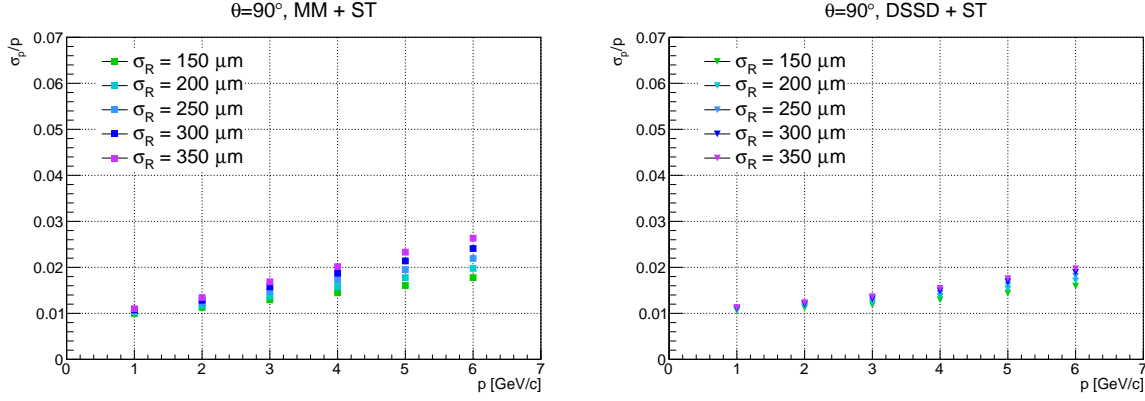 θ=90°, MM + ST
σp/p
0.07
0.06
0.05
0.04
0.03
0.02
0.01
0
σR = 150 μm
σR = 200 μm
σR = 250 μm
σR = 300 μm
σR = 350 μm
0 1 2 3 4 5 6 7
p [GeV/c]
θ=90°, DSSD + ST
σp/p
0.07
0.06
0.05
0.04
0.03
0.02
0.01
0
σR = 150 μm
σR = 200 μm
σR = 250 μm
σR = 300 μm
σR = 350 μm
0 1 2 3 4 5 6 7
p [GeV/c]